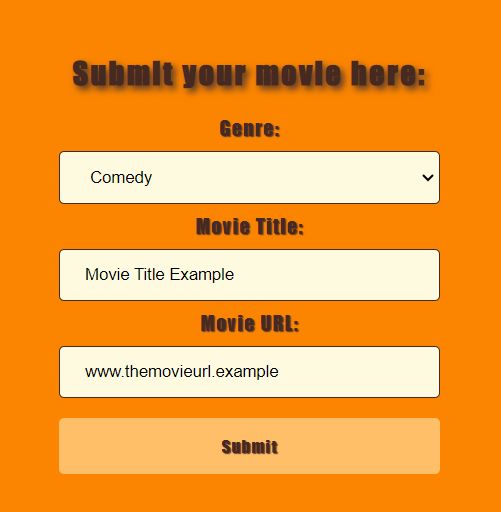 Submit your movie here:
Genre:
Comedy
Movie Title:
Movie Title Example
Movie URL:
www.themovieurl.example
Submit